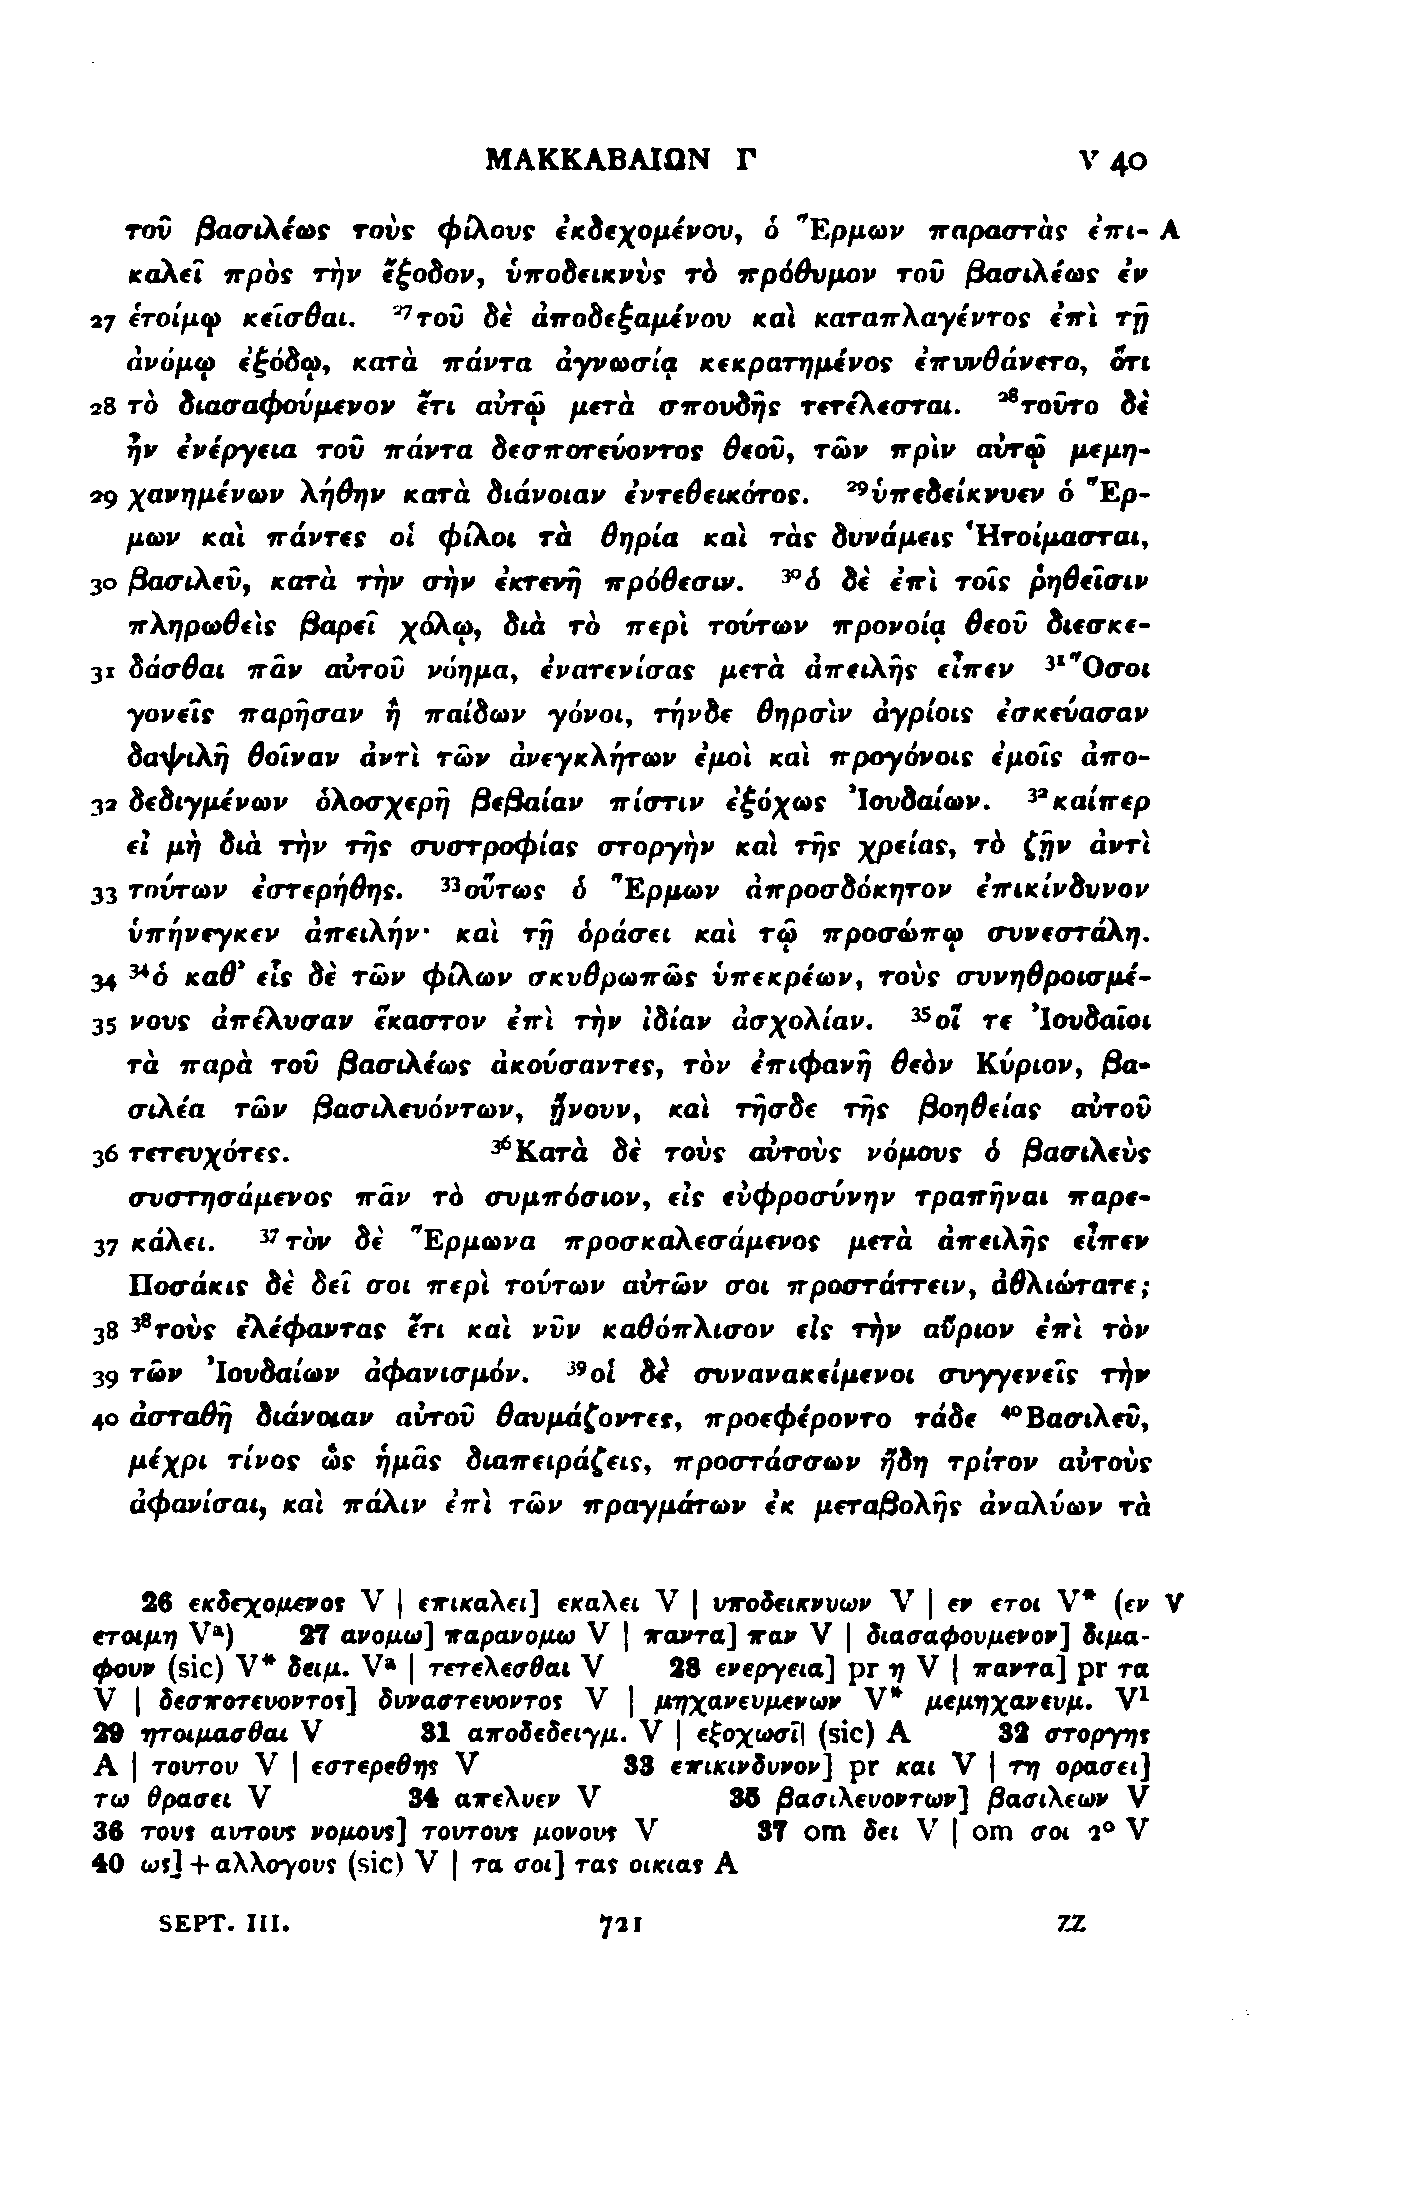 ΜΑΚΚΑΒΑΙΩΝ Γ V 40
τοῦ βασιλέως τοὺς φίλους ἐκδεχομένου, ὁ Ἕρμων παραστὰς ἐπι- A
καλεῖ πρὸς τὴν ἔξοδον, ὑποδεικνὺς τὸ πρόθυμον τοῦ βασιλέως ἐν
27 ἑτοίμῳ κεῖσθαι. ²⁷τοῦ δὲ ἀποδεξαμένου καὶ καταπλαγέντος ἐπὶ τῇ
ἀνόμῳ ἐξόδῳ, κατὰ πάντα ἀγνωσίᾳ κεκρατημένος ἐπυνθάνετο, ὅτι
28 τὸ διασαφούμενον ἔτι αὐτῷ μετὰ σπουδῆς τετέλεσται. ²⁸τοῦτο δὲ
ἦν ἐνέργεια τοῦ πάντα δεσποτεύοντος θεοῦ, τῶν πρὶν αὐτῷ μεμη-
29 χανημένων λήθην κατὰ διάνοιαν ἐντεθεικότος. ²⁹ὑπεδείκνυεν ὁ Ἕρ-
μων καὶ πάντες οἱ φίλοι τὰ θηρία καὶ τὰς δυνάμεις Ἡτοίμασται,
30 βασιλεῦ, κατὰ τὴν σὴν ἐκτενῆ πρόθεσιν. ³⁰ὁ δὲ ἐπὶ τοῖς ῥηθεῖσιν
πληρωθεὶς βαρεῖ χόλῳ, διὰ τὸ περὶ τούτων προνοίᾳ θεοῦ διεσκε-
31 δάσθαι πᾶν αὐτοῦ νόημα, ἐνατενίσας μετὰ ἀπειλῆς εἶπεν ³¹Ὅσοι
γονεῖς παρῆσαν ἢ παίδων γόνοι, τήνδε θηρσὶν ἀγρίοις ἐσκεύασαν
δαψιλῆ θοῖναν ἀντὶ τῶν ἀνεγκλήτων ἐμοὶ καὶ προγόνοις ἐμοῖς ἀπο-
32 δεδιγμένων ὁλοσχερῆ βεβαίαν πίστιν ἐξόχως Ἰουδαίων. ³²καίπερ
εἰ μὴ διὰ τὴν τῆς συστροφίας στοργὴν καὶ τῆς χρείας, τὸ ζῇν ἀντὶ
33 τούτων ἐστερήθης. ³³οὕτως ὁ Ἕρμων ἀπροσδόκητον ἐπικίνδυνον
ὑπήνεγκεν ἀπειλήν· καὶ τῇ ὁράσει καὶ τῷ προσώπῳ συνεστάλη.
34 ³⁴ὁ καθ’ εἷς δὲ τῶν φίλων σκυθρωπῶς ὑπεκρέων, τοὺς συνηθροισμέ-
35 νους ἀπέλυσαν ἕκαστον ἐπὶ τὴν ἰδίαν ἀσχολίαν. ³⁵οἵ τε Ἰουδαῖοι
τὰ παρὰ τοῦ βασιλέως ἀκούσαντες, τὸν ἐπιφανῆ θεὸν Κύριον, βα-
σιλέα τῶν βασιλευόντων, ᾔνουν, καὶ τῆσδε τῆς βοηθείας αὐτοῦ
36 τετευχότες. ³⁶Κατὰ δὲ τοὺς αὐτοὺς νόμους ὁ βασιλεὺς
συστησάμενος πᾶν τὸ συμπόσιον, εἰς εὐφροσύνην τραπῆναι παρε-
37 κάλει. ³⁷τὸν δὲ Ἕρμωνα προσκαλεσάμενος μετὰ ἀπειλῆς εἶπεν
Ποσάκις δὲ δεῖ σοι περὶ τούτων αὐτῶν σοι προστάττειν, ἀθλιώτατε;
38 ³⁸τοὺς ἐλέφαντας ἔτι καὶ νῦν καθόπλισον εἰς τὴν αὔριον ἐπὶ τὸν
39 τῶν Ἰουδαίων ἀφανισμόν. ³⁹οἱ δὲ συνανακείμενοι συγγενεῖς τὴν
40 ἀσταθῆ διάνοιαν αὐτοῦ θαυμάζοντες, προεφέροντο τάδε ⁴⁰Βασιλεῦ,
μέχρι τίνος ὡς ἡμᾶς διαπειράζεις, προστάσσων ἤδη τρίτον αὐτοὺς
ἀφανίσαι, καὶ πάλιν ἐπὶ τῶν πραγμάτων ἐκ μεταβολῆς ἀναλύων τὰ
26 εκδεχομενος V | επικαλει] εκαλει V | υποδεικνυων V | εν ετοι V* (εν V
ετοιμη Vᵃ) 27 ανομω] παρανομω V | παντα] παν V | διασαφουμενον] διμα-
φουν (sic) V* δειμ. Vᵃ | τετελεσθαι V 28 ενεργεια] pr η V | παντα] pr τα
V | δεσποτευοντος] δυναστευοντος V | μηχανευμενων V* μεμηχανευμ. V¹
29 ητοιμασθαι V 31 αποδεδειγμ. V | εξοχωσῑ| (sic) A 32 στοργης
A | τουτου V | εστερεθης V 33 επικινδυνον] pr και V | τη ορασει]
τω θρασει V 34 απελυεν V 35 βασιλευοντων] βασιλεων V
36 τους αυτους νομους] τουτους μονους V 37 om δει V | om σοι 2° V
40 ως] + αλλογους (sic) V | τα σοι] τας οικιας A
SEPT. III. 721 ZZ